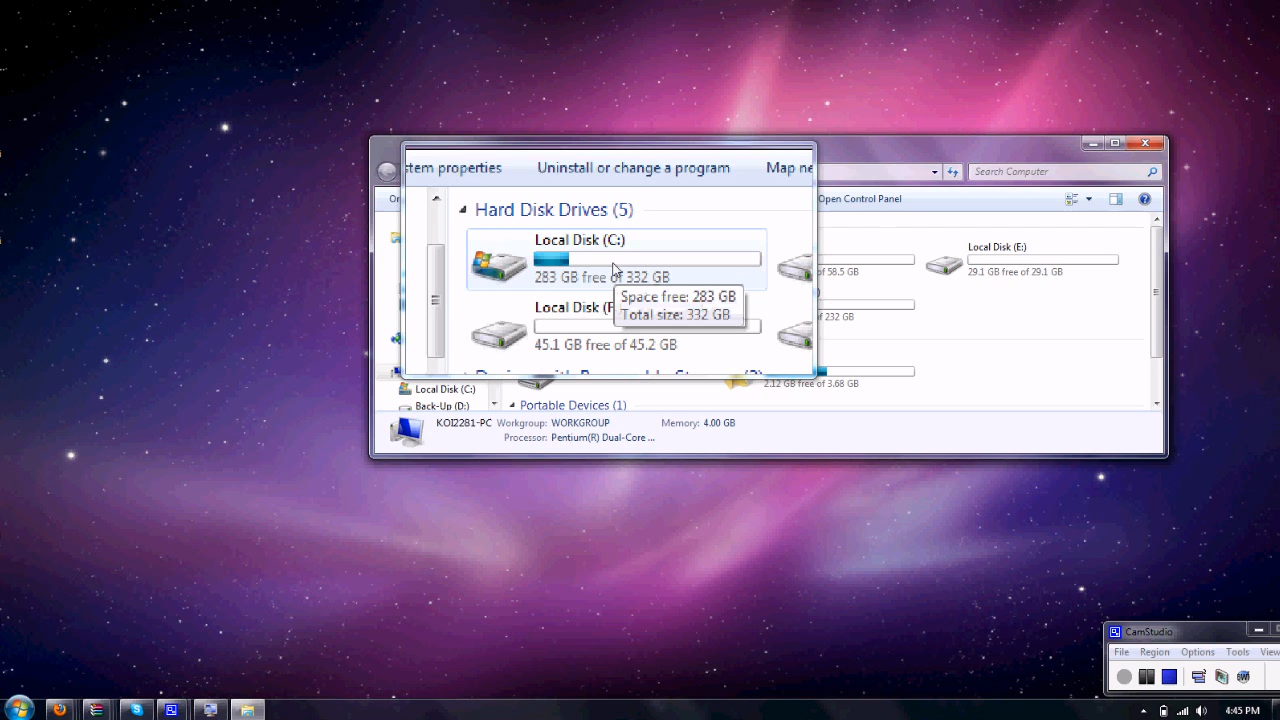 Search Computer
tem properties Uninstall or change a program Map ne
Open Control Panel
Hard Disk Drives (5)
Local Disk (C:)
283 GB free of 332 GB
Space free: 283 GB
Total size: 332 GB
Local Disk (F
45.1 GB free of 45.2 GB
of 58.5 GB
Local Disk (E:)
29.1 GB free of 29.1 GB
of 232 GB
2.12 GB free of 3.68 GB
Local Disk (C:)
Back-Up (D:)
Portable Devices (1)
KOI2281-PC Workgroup: WORKGROUP Memory: 4.00 GB
Processor: Pentium(R) Dual-Core ...
CamStudio
File Region Options Tools View
4:45 PM